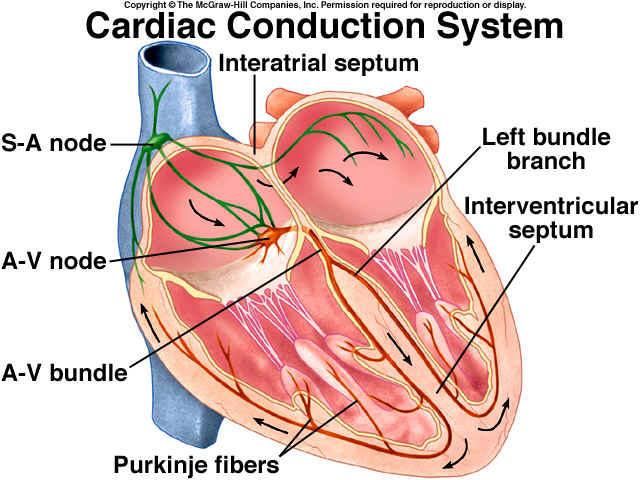 Copyright © The McGraw-Hill Companies, Inc. Permission required for reproduction or display.
Cardiac Conduction System
Interatrial septum
S-A node
Left bundle
branch
Interventricular
septum
A-V node
A-V bundle
Purkinje fibers